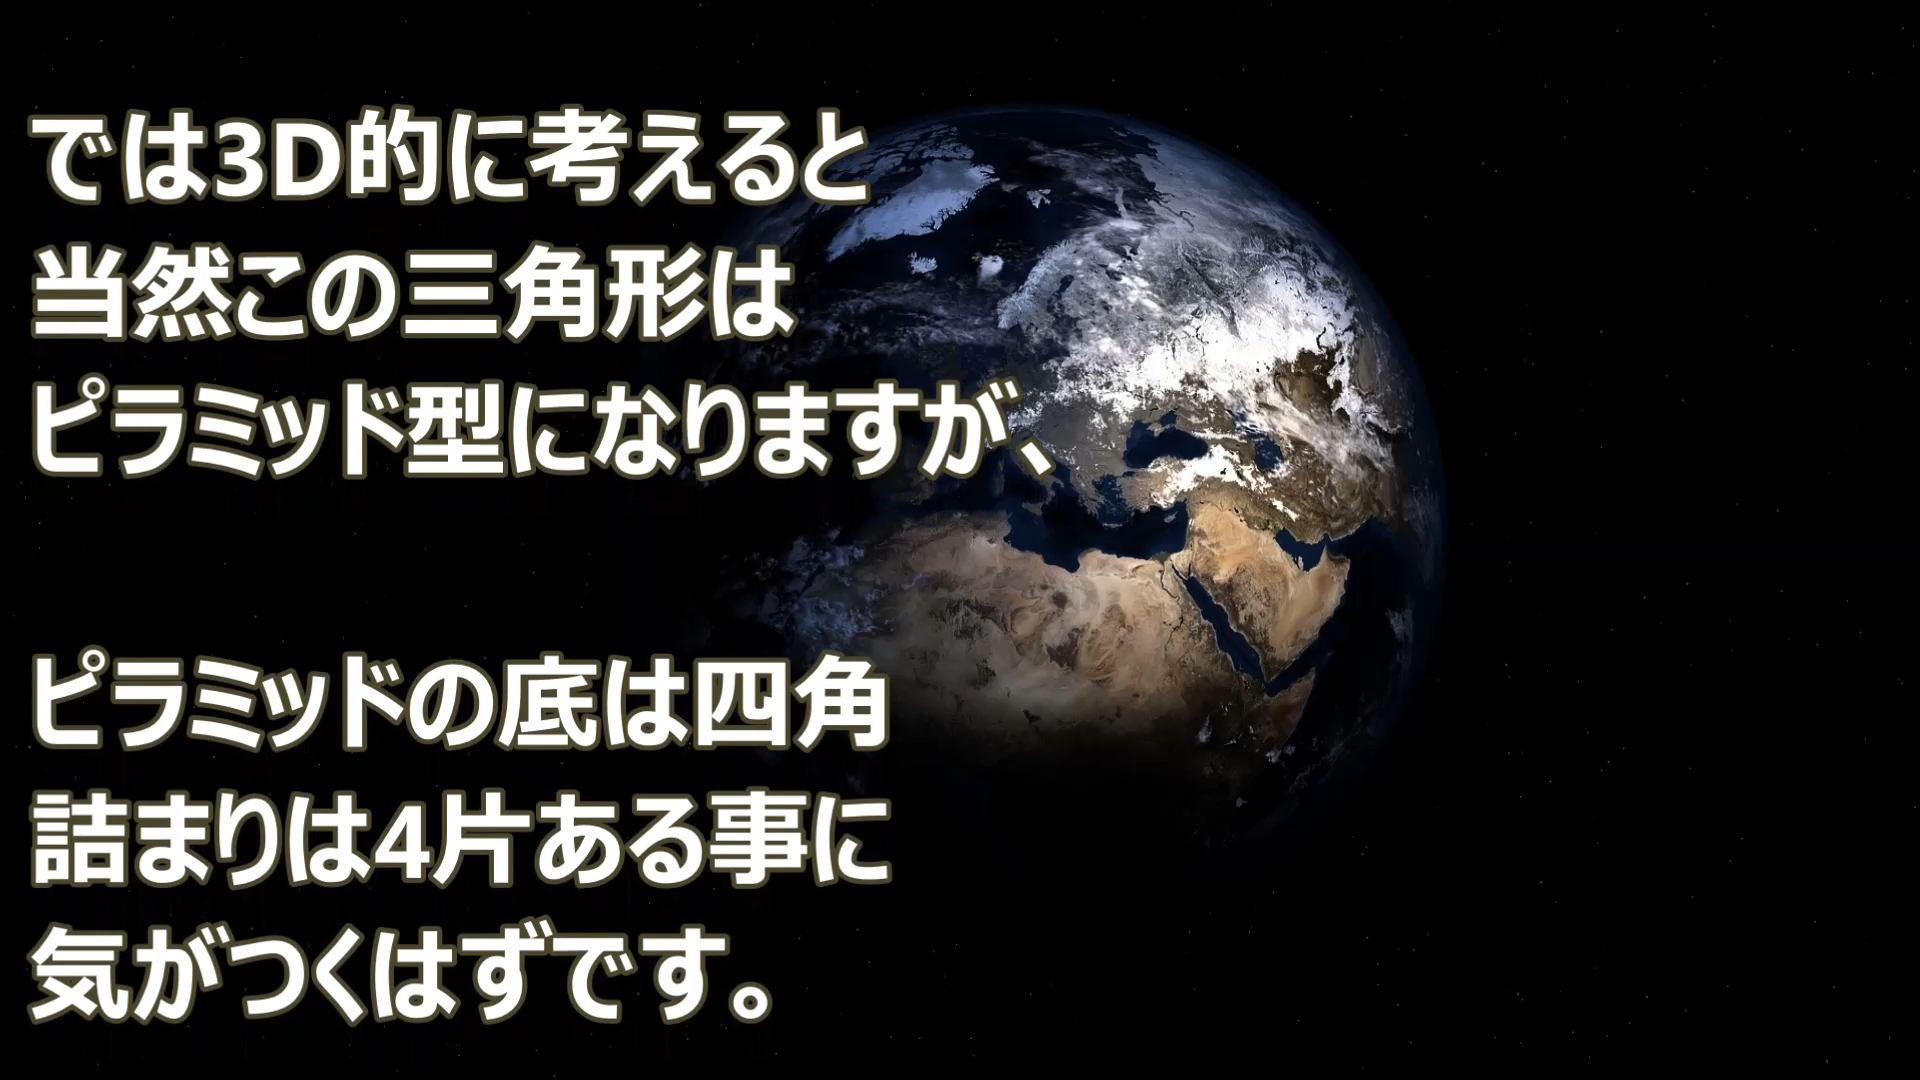 では3D的に考えると
当然この三角形は
ピラミッド型になりますが、
ピラミッドの底は四角
詰まりは4片ある事に
気がつくはずです。